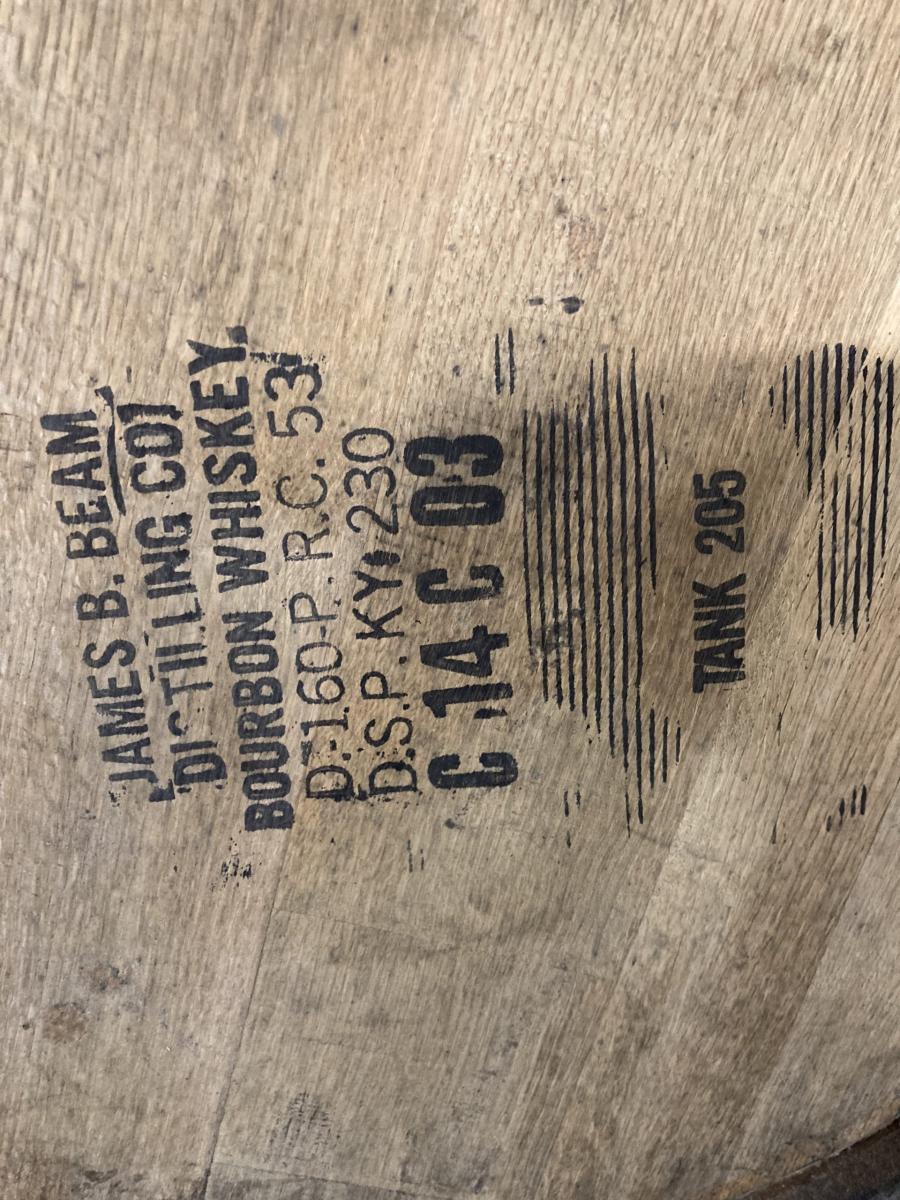 JAMES B. BEAM
DISTILLING CO.
BOURBON WHISKEY.
D-160-P. R.C. 53
D.S.P. KY. 230
C 14 C 03
TANK 205